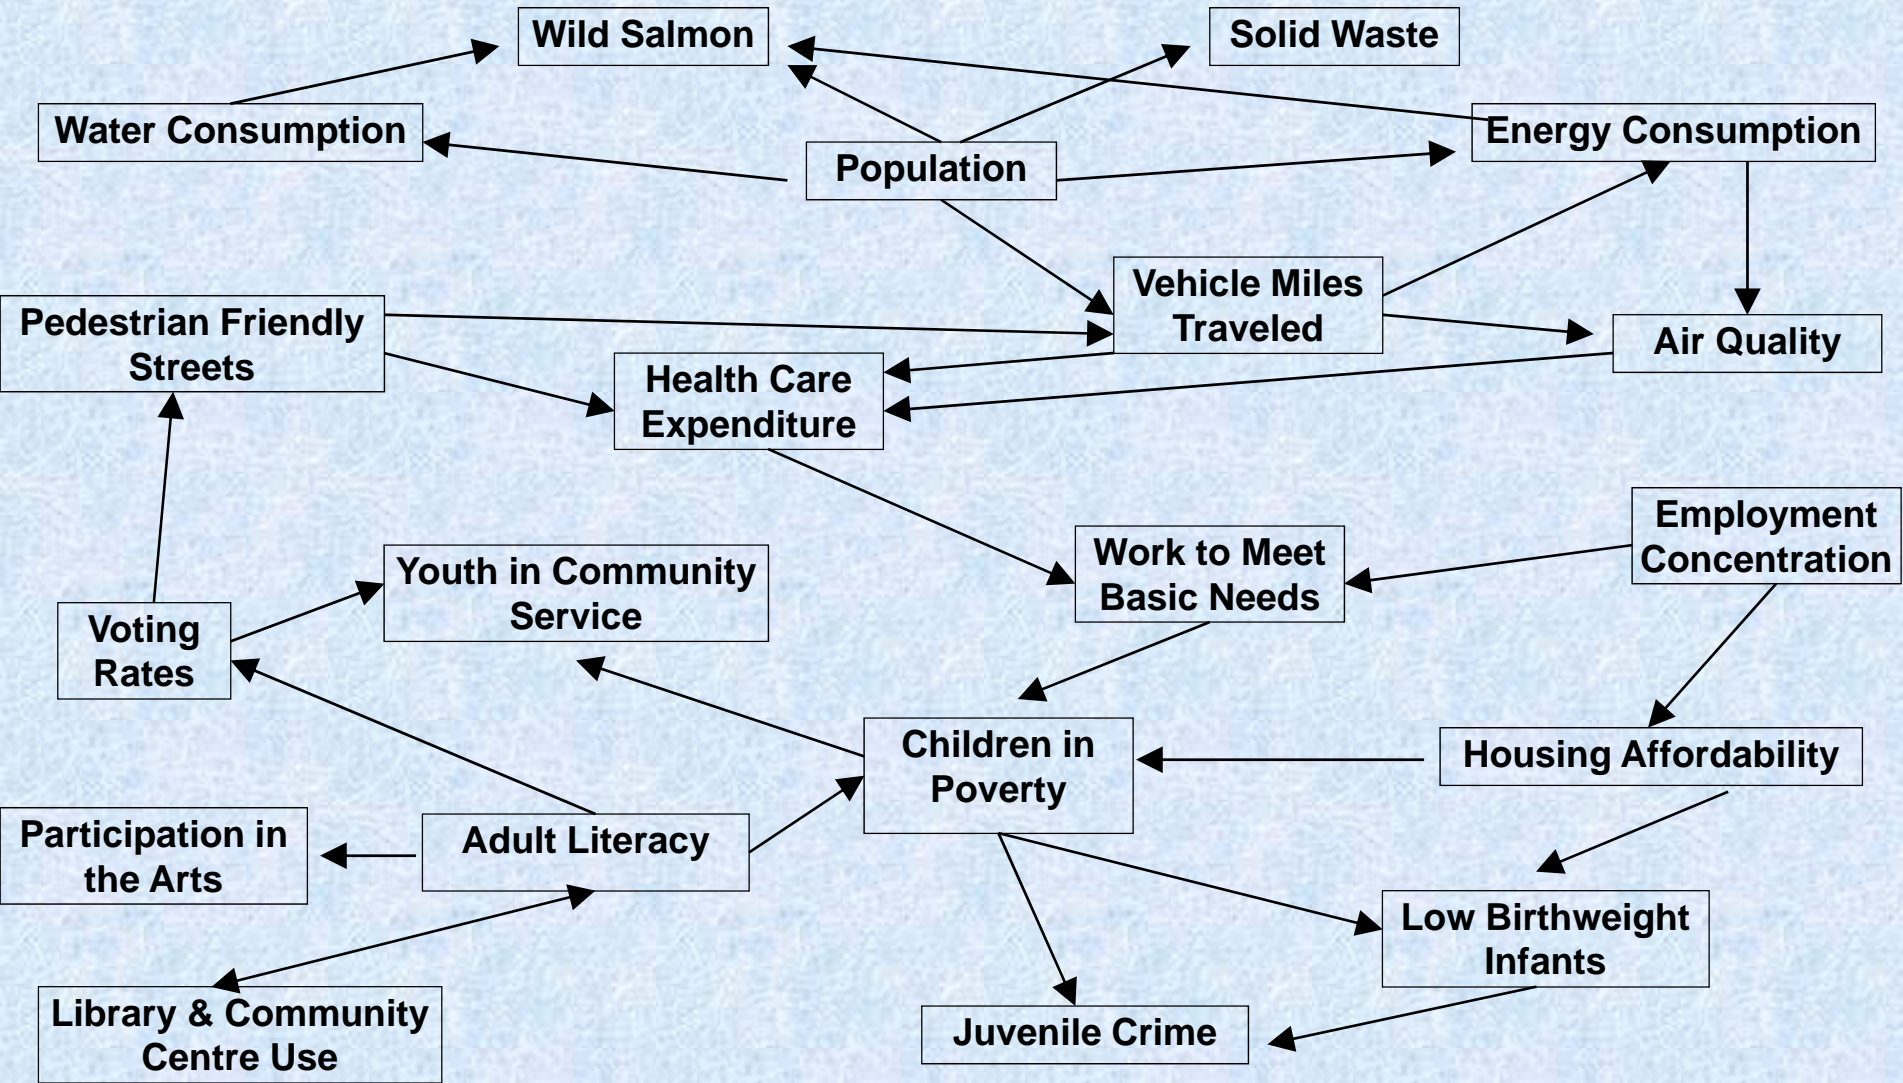 Wild Salmon
Solid Waste
Water Consumption
Energy Consumption
Population
Vehicle Miles
Traveled
Pedestrian Friendly
Streets
Air Quality
Health Care
Expenditure
Employment
Concentration
Work to Meet
Basic Needs
Youth in Community
Service
Voting
Rates
Children in
Poverty
Housing Affordability
Participation in
the Arts
Adult Literacy
Low Birthweight
Infants
Library & Community
Centre Use
Juvenile Crime